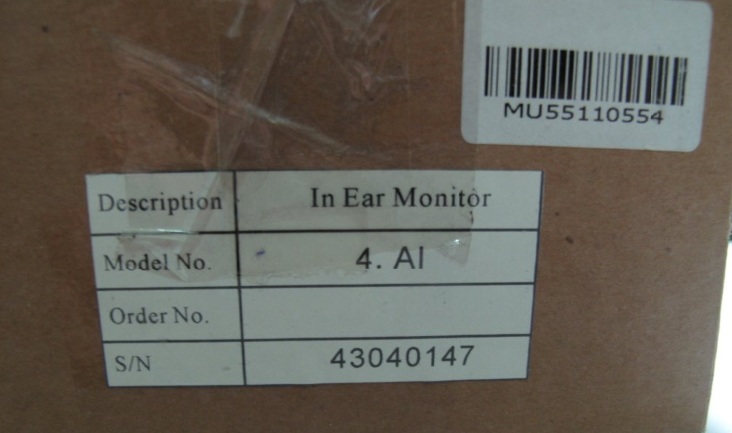 MU55110554
Description In Ear Monitor
Model No. 4. AI
Order No.
S/N 43040147